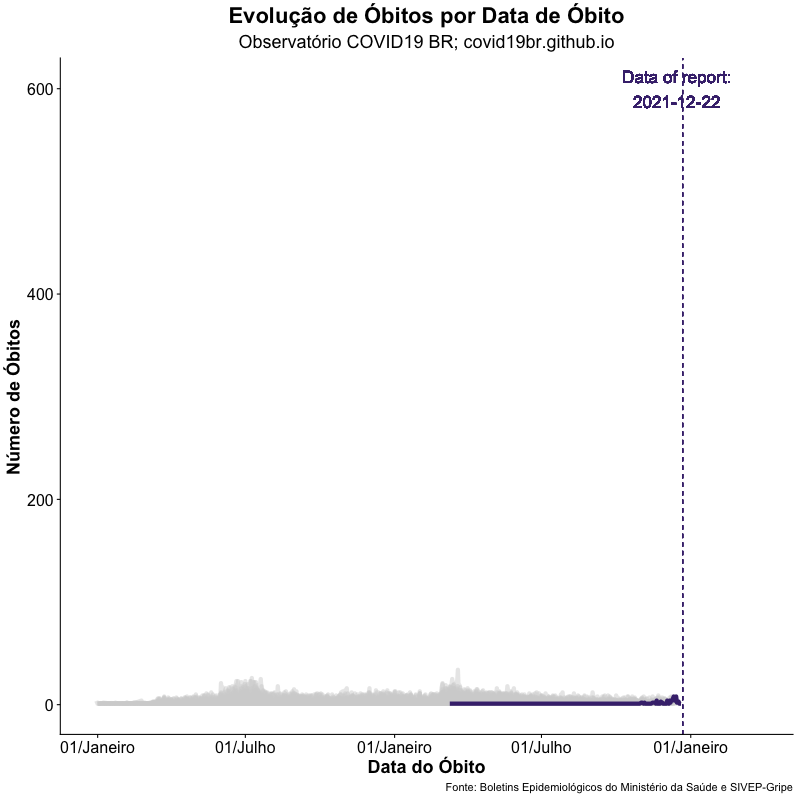 Evolução de Óbitos por Data de Óbito
Observatório COVID19 BR; covid19br.github.io
Data of report:
2021-12-22
600
400
200
0
Número de Óbitos
01/Janeiro
01/Julho
01/Janeiro
01/Julho
01/Janeiro
Data do Óbito
Fonte: Boletins Epidemiológicos do Ministério da Saúde e SIVEP-Gripe